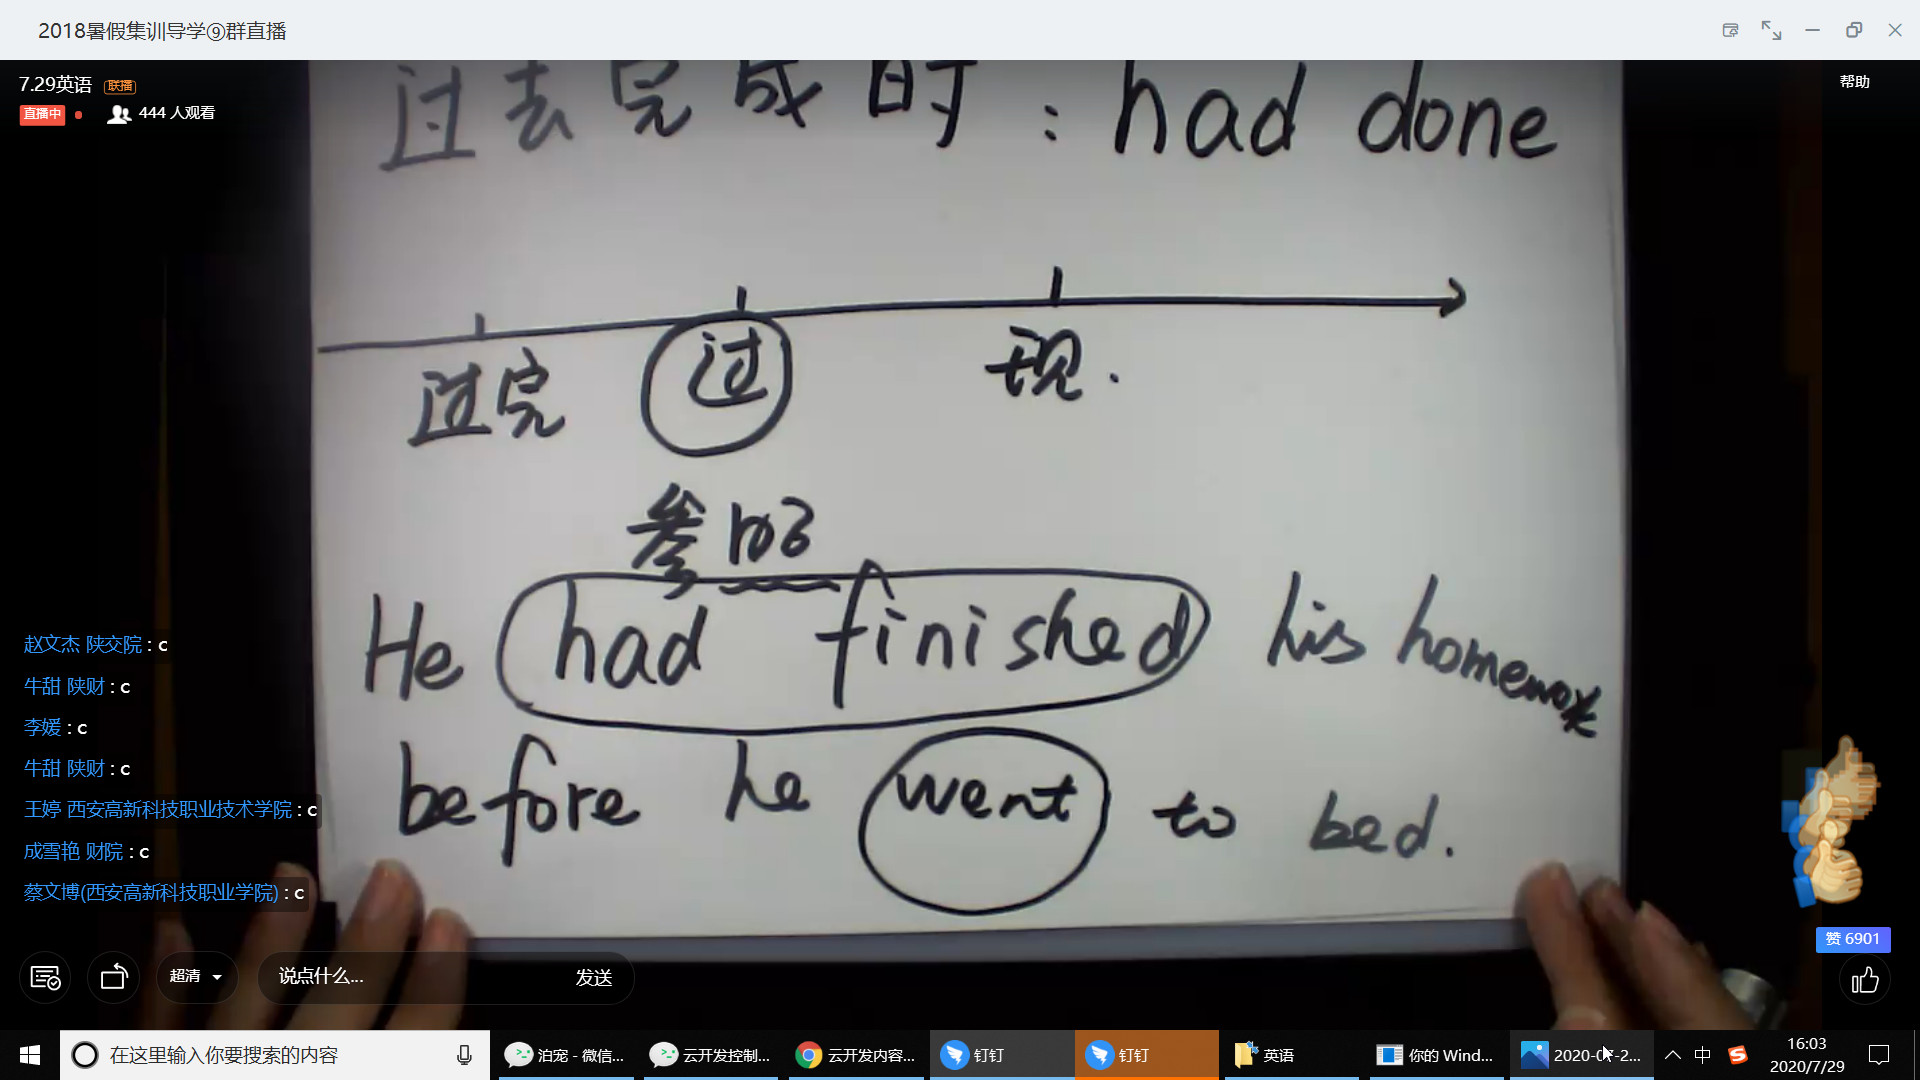 2018暑假集训导学⑨群直播
7.29英语 联播
直播中 444 人观看
帮助
过去完成时：had done
过完 过 现.
参照
He had finished his homework
before he went to bed.
赵文杰 陕交院 : c
牛甜 陕财 : c
李媛 : c
牛甜 陕财 : c
王婷 西安高新科技职业技术学院 : c
成雪艳 财院 : c
蔡文博(西安高新科技职业学院) : c
赞 6901
超清 说点什么... 发送
在这里输入你要搜索的内容 泊宠 - 微信... 云开发控制... 云开发内容... 钉钉 钉钉 英语 你的 Wind... 2020-07-2... 中 16:03
2020/7/29